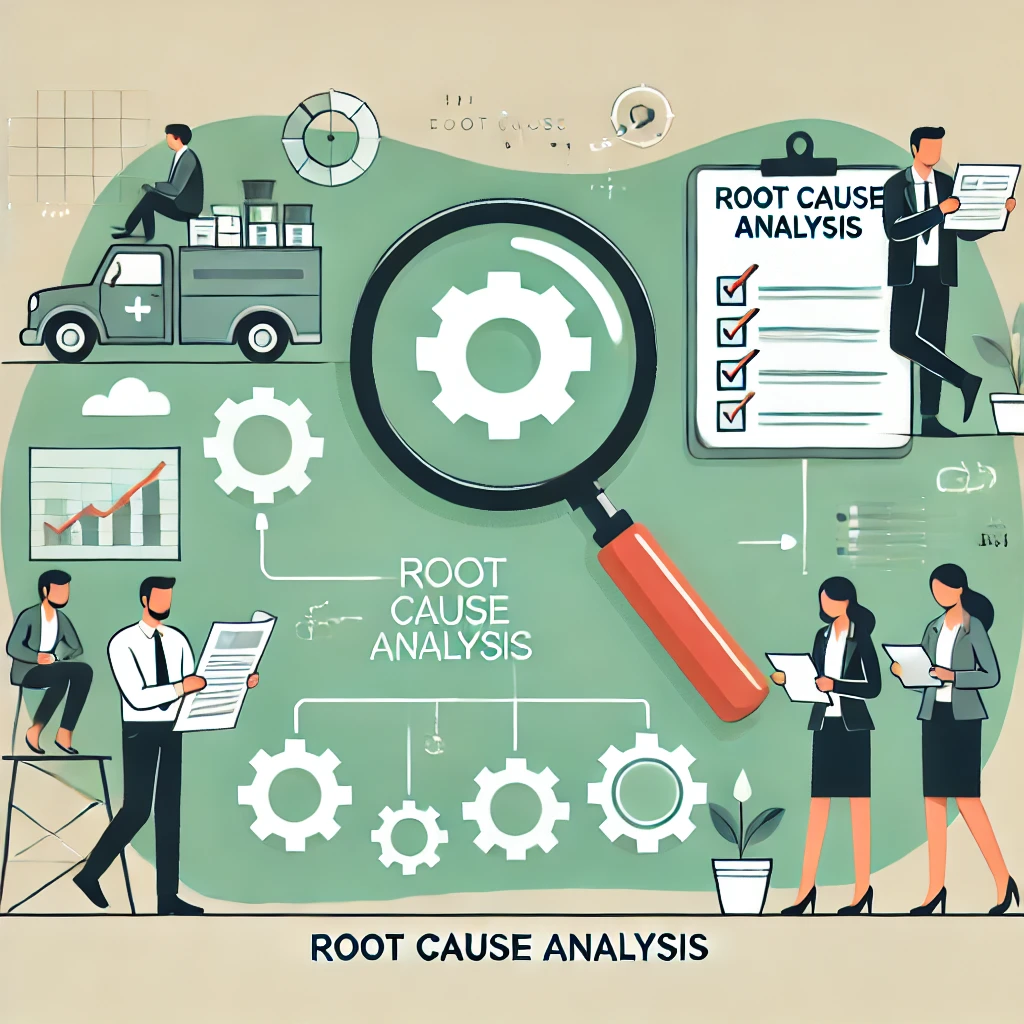 ROOT CAUSE
ANALYSIS
ROOT
CAUSE
ANALYSIS
ROOT CAUSE ANALYSIS